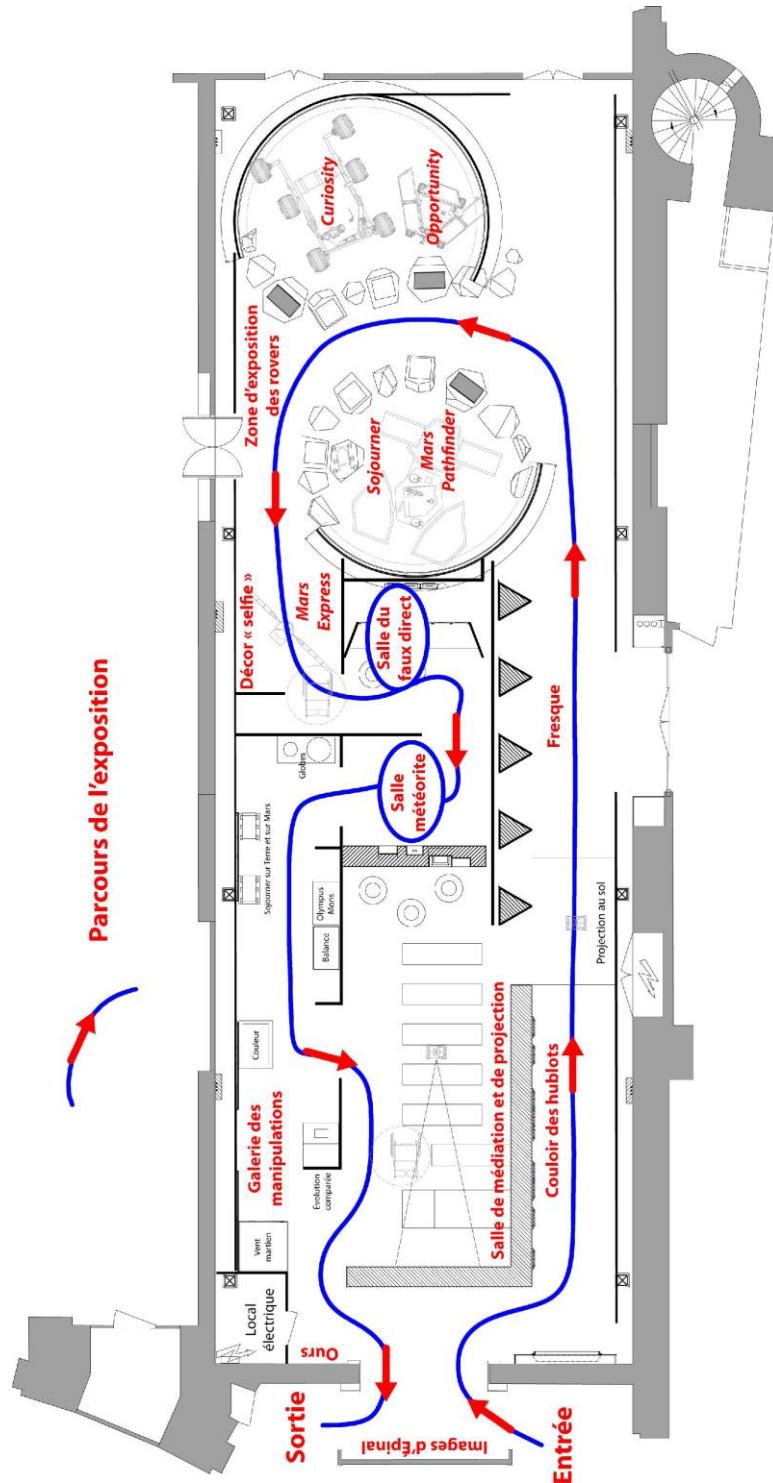 Parcours de l'exposition
Entrée
Images d'Épinal
Sortie
Ours
Local
électrique
Couloir des hublots
Projection au sol
Fresque
Salle de médiation et de projection
Vent
martien
Galerie des
manipulations
Évolution
comparée
Couleur
Balance
Olympus
Mons
Sojourner sur Terre et sur Mars
Globes
Salle
météorite
Salle du
faux direct
Décor « selfie »
Mars
Express
Zone d'exposition
des rovers
Sojourner
Mars
Pathfinder
Curiosity
Opportunity